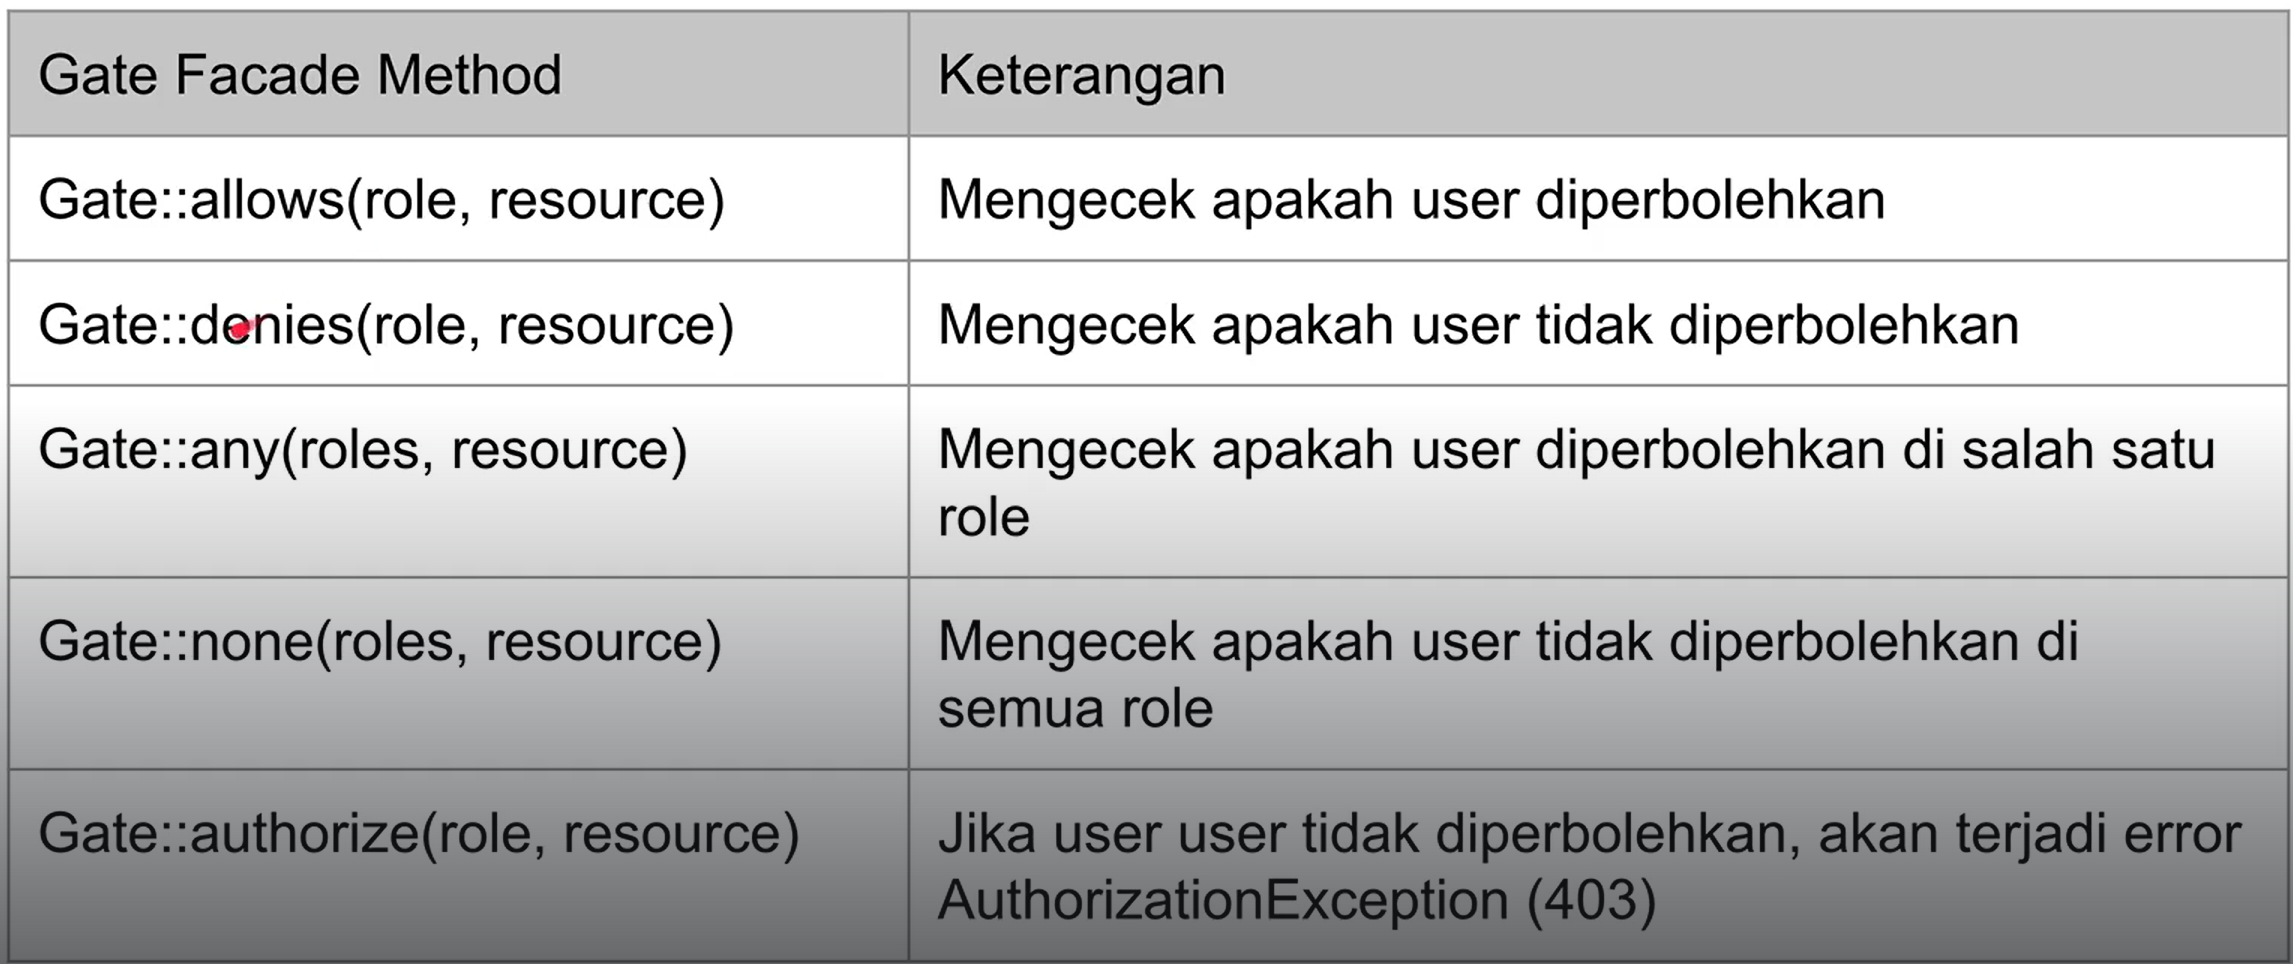 Gate Facade Method
Keterangan
Gate::allows(role, resource)
Mengecek apakah user diperbolehkan
Gate::denies(role, resource)
Mengecek apakah user tidak diperbolehkan
Gate::any(roles, resource)
Mengecek apakah user diperbolehkan di salah satu
role
Gate::none(roles, resource)
Mengecek apakah user tidak diperbolehkan di
semua role
Gate::authorize(role, resource)
Jika user user tidak diperbolehkan, akan terjadi error
AuthorizationException (403)